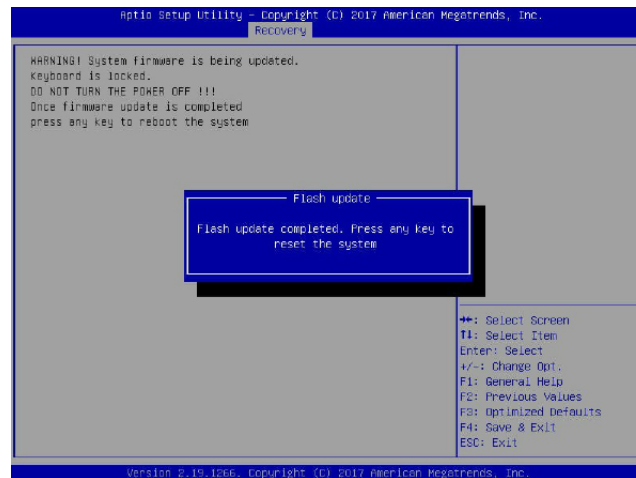 Aptio Setup Utility – Copyright (C) 2017 American Megatrends, Inc.
Recovery
WARNING! System firmware is being updated.
Keyboard is locked.
DO NOT TURN THE POWER OFF !!!
Once firmware update is completed
press any key to reboot the system
Flash update
Flash update completed. Press any key to
reset the system
→←: Select Screen
↑↓: Select Item
Enter: Select
+/-: Change Opt.
F1: General Help
F2: Previous Values
F3: Optimized Defaults
F4: Save & Exit
ESC: Exit
Version 2.19.1266. Copyright (C) 2017 American Megatrends, Inc.